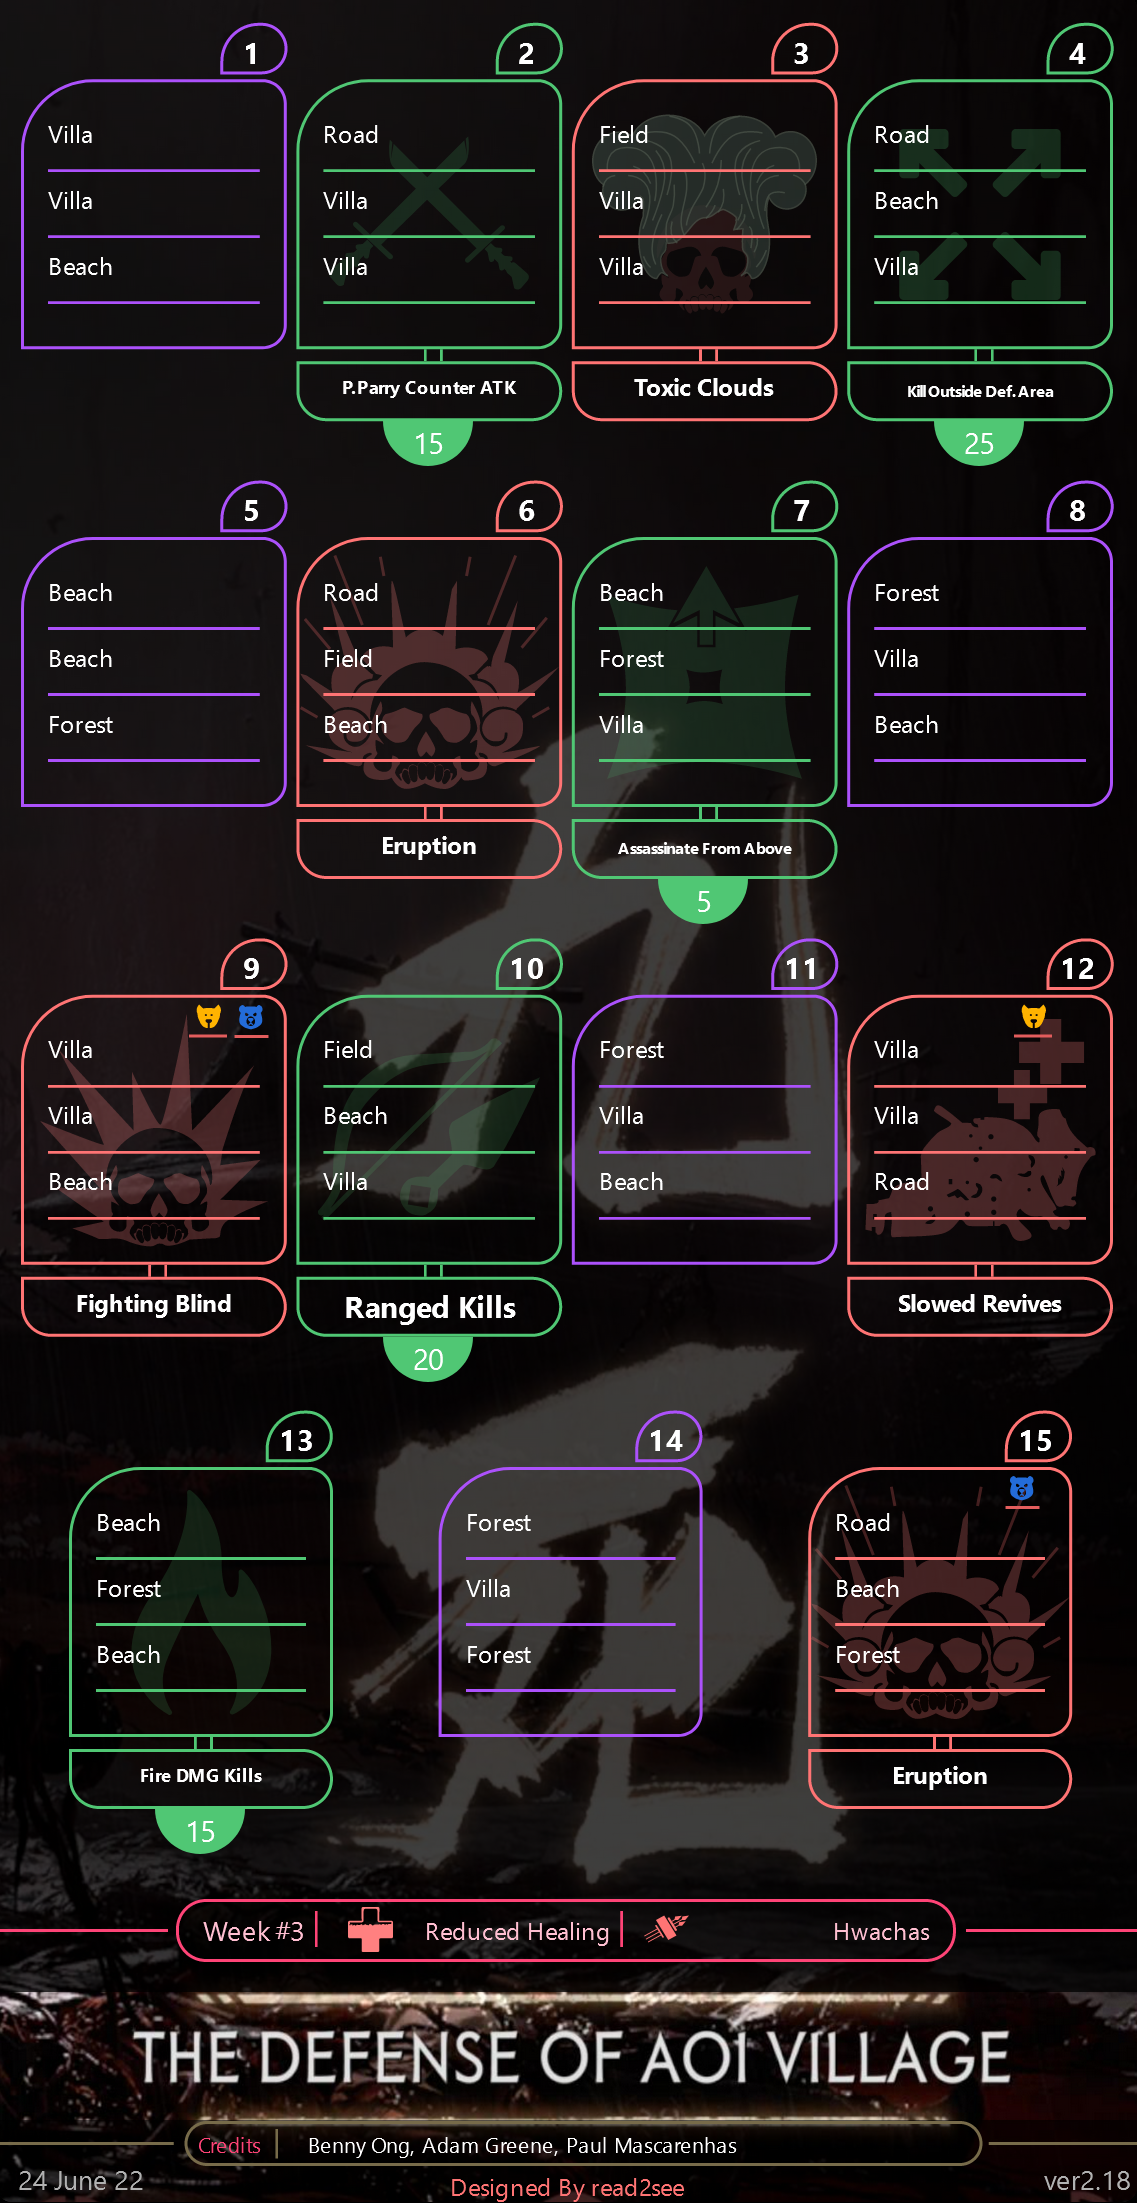 1
Villa
Villa
Beach
2
Road
Villa
Villa
P.Parry Counter ATK
15
3
Field
Villa
Villa
Toxic Clouds
4
Road
Beach
Villa
Kill Outside Def. Area
25
5
Beach
Beach
Forest
6
Road
Field
Beach
Eruption
7
Beach
Forest
Villa
Assassinate From Above
5
8
Forest
Villa
Beach
9
Villa
Villa
Beach
Fighting Blind
10
Field
Beach
Villa
Ranged Kills
20
11
Forest
Villa
Beach
12
Villa
Villa
Road
Slowed Revives
13
Beach
Forest
Beach
Fire DMG Kills
15
14
Forest
Villa
Forest
15
Road
Beach
Forest
Eruption
Week #3 Reduced Healing Hwachas
THE DEFENSE OF AOI VILLAGE
Credits Benny Ong, Adam Greene, Paul Mascarenhas
24 June 22
Designed By read2see
ver2.18